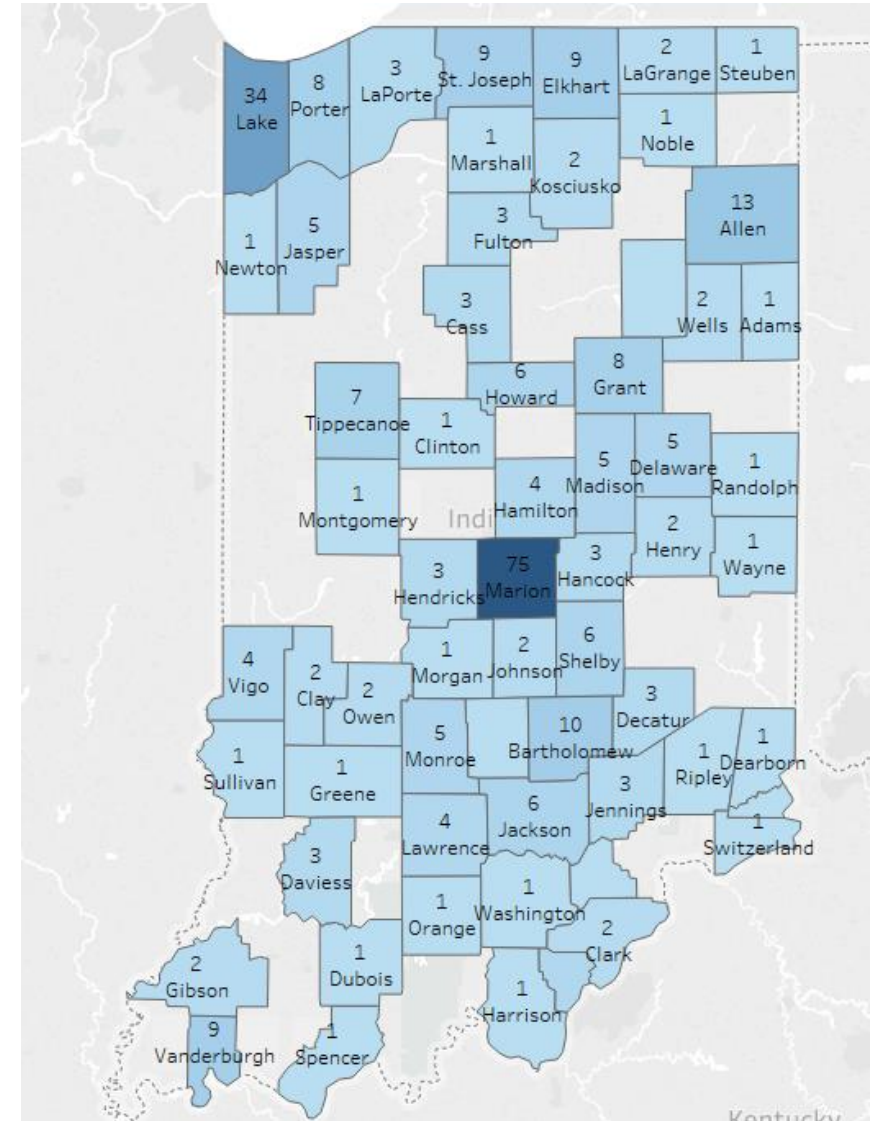 34
Lake
8
Porter
3
LaPorte
9
St. Joseph
9
Elkhart
2
LaGrange
1
Steuben
1
Marshall
2
Kosciusko
1
Noble
1
Newton
5
Jasper
3
Fulton
13
Allen
3
Cass
2
Wells
1
Adams
6
Howard
8
Grant
7
Tippecanoe
1
Clinton
5
Madison
5
Delaware
1
Randolph
1
Montgomery
4
Hamilton
Indi
2
Henry
1
Wayne
3
Hendricks
75
Marion
3
Hancock
1
Morgan
2
Johnson
6
Shelby
4
Vigo
2
Clay
2
Owen
3
Decatur
5
Monroe
10
Bartholomew
1
Sullivan
1
Greene
3
Jennings
1
Ripley
1
Dearborn
4
Lawrence
6
Jackson
1
Switzerland
3
Daviess
1
Orange
1
Washington
2
Clark
2
Gibson
1
Dubois
1
Harrison
9
Vanderburgh
1
Spencer
Kentucky